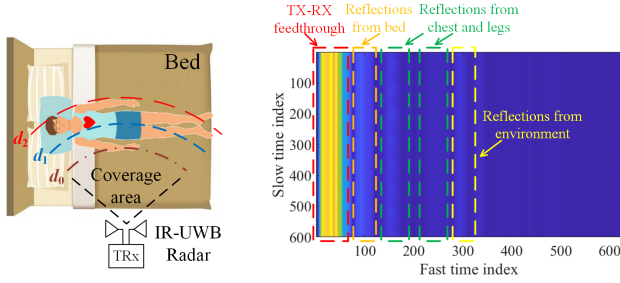 Bed
d2
d1
d0
Coverage
area
IR-UWB
Radar
TRx
TX-RX
feedthrough
Reflections
from bed
Reflections from
chest and legs
Reflections from
environment
Slow time index
100
200
300
400
500
600
100
200
300
400
500
600
Fast time index